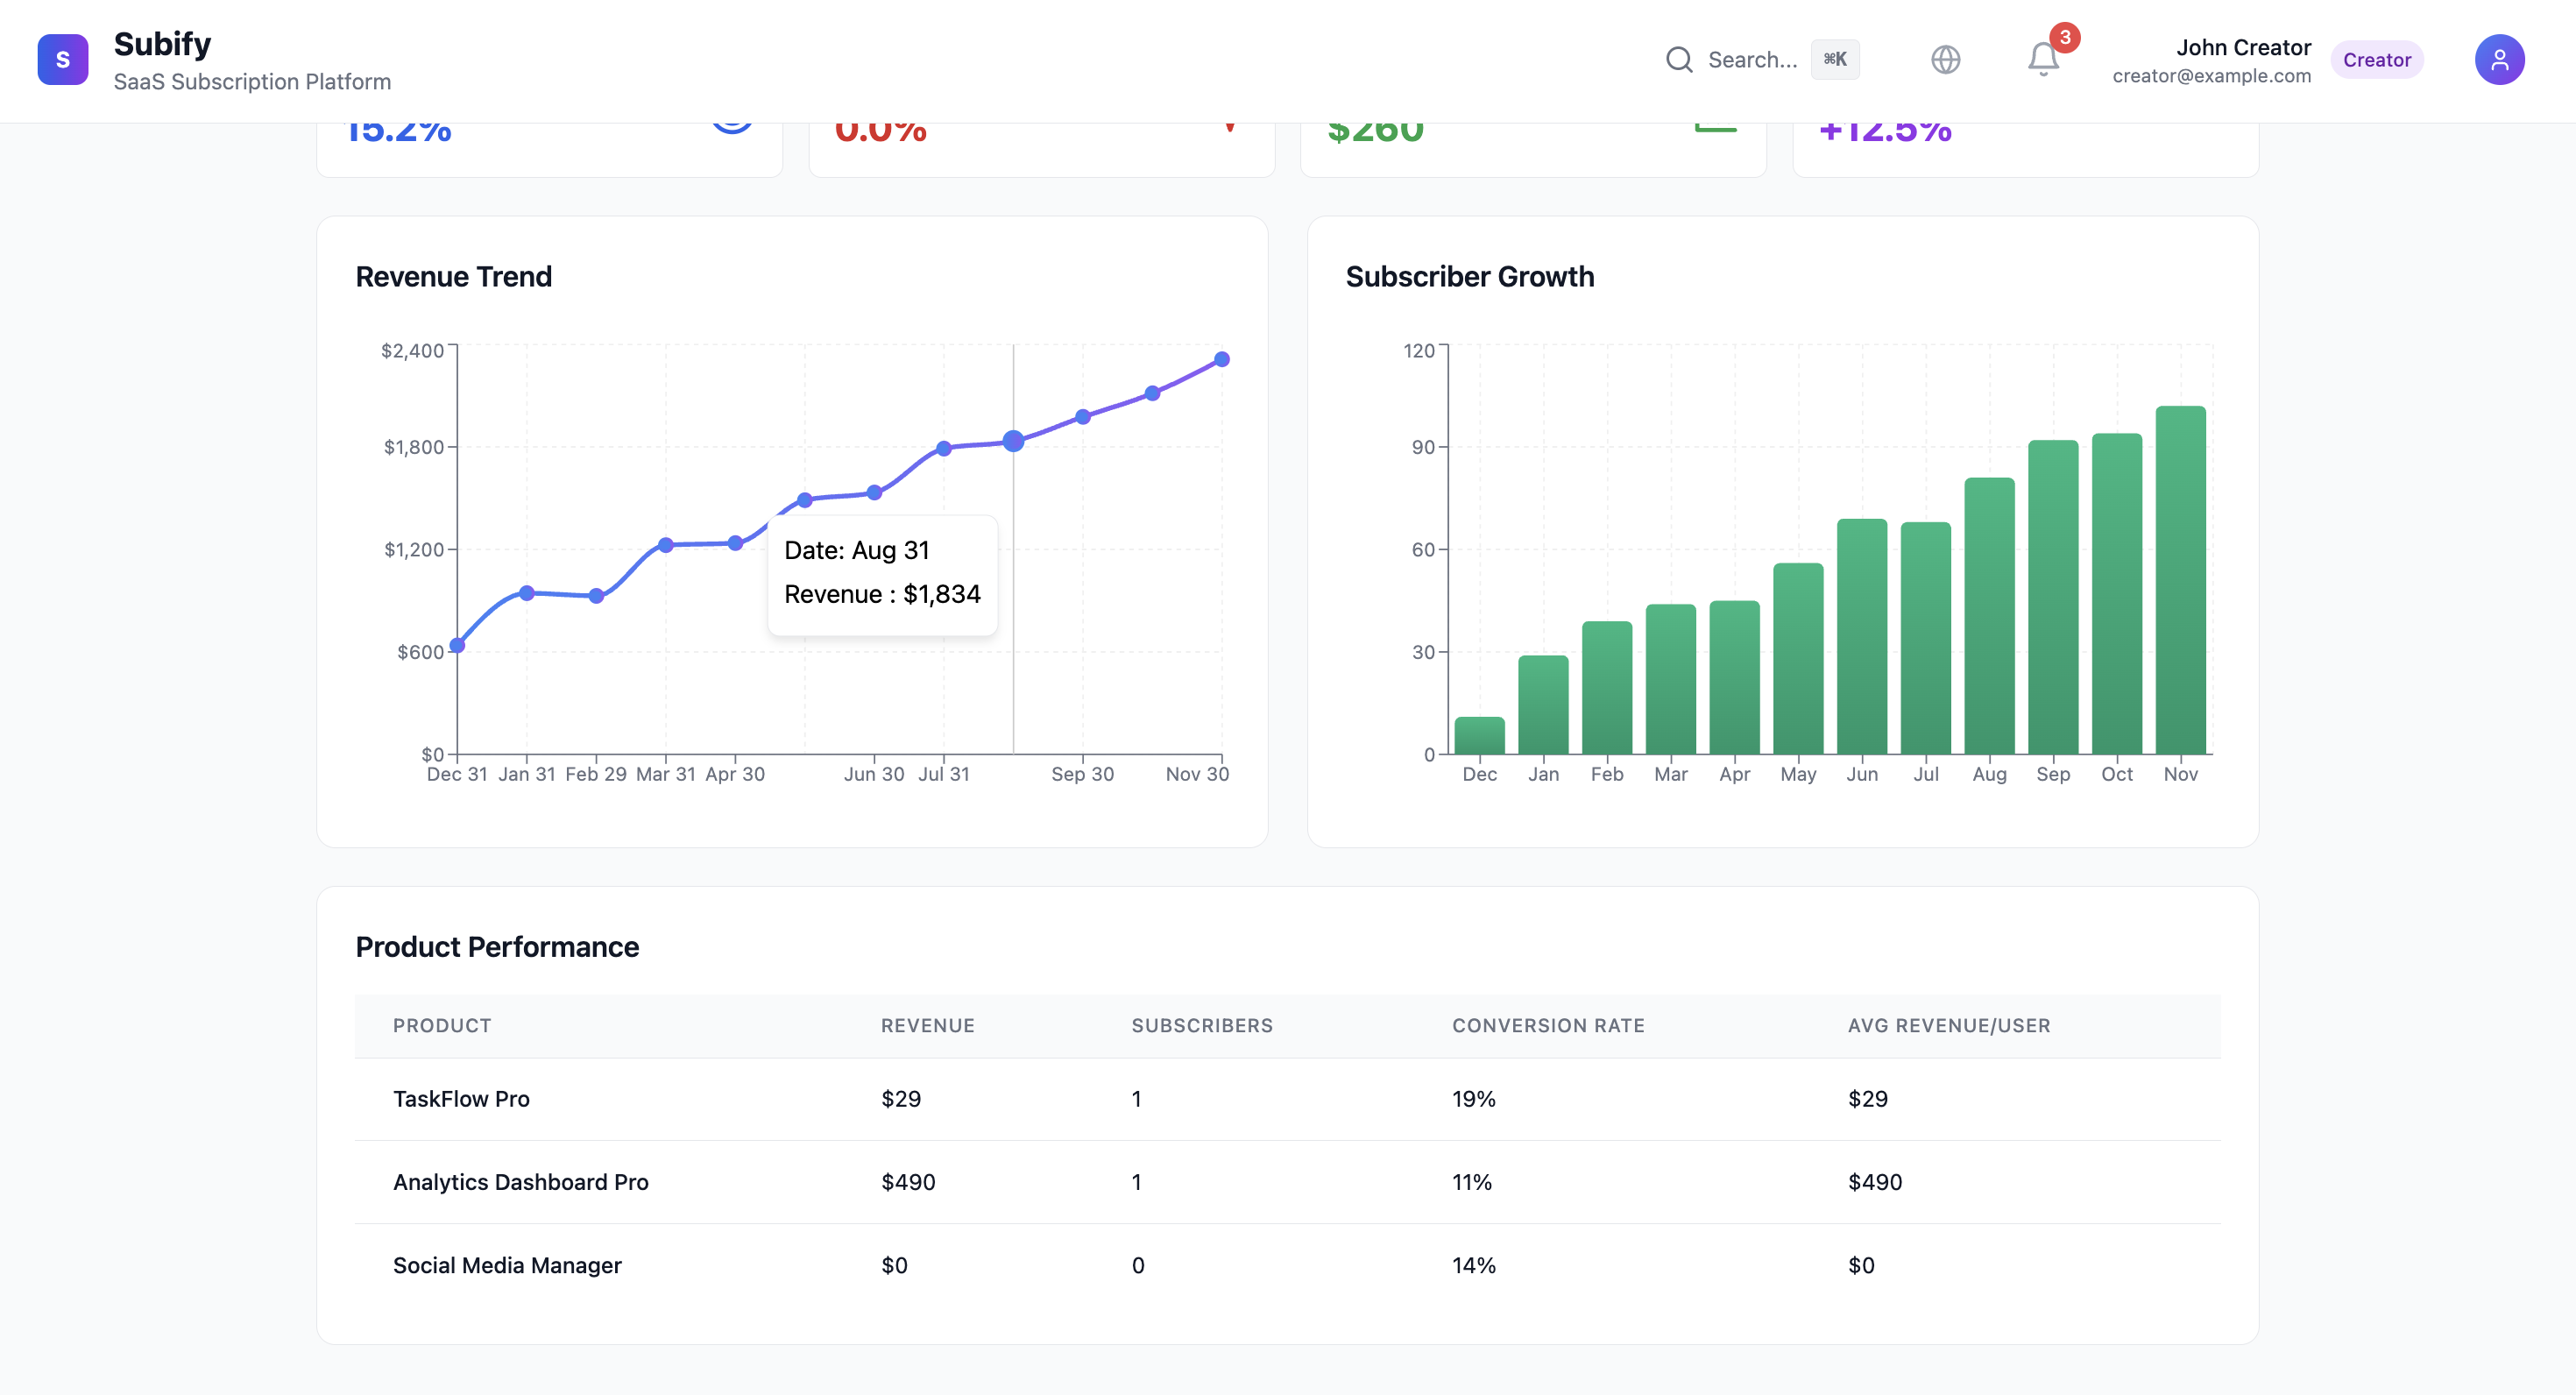 S
Subify
SaaS Subscription Platform
Search...
⌘K
3
John Creator
creator@example.com
Creator
15.2%
0.0%
$260
+12.5%
Revenue Trend
$2,400
$1,800
$1,200
$600
$0
Dec 31 Jan 31 Feb 29 Mar 31 Apr 30 Jun 30 Jul 31 Sep 30 Nov 30
Date: Aug 31
Revenue : $1,834
Subscriber Growth
120
90
60
30
0
Dec Jan Feb Mar Apr May Jun Jul Aug Sep Oct Nov
Product Performance
PRODUCT REVENUE SUBSCRIBERS CONVERSION RATE AVG REVENUE/USER
TaskFlow Pro $29 1 19% $29
Analytics Dashboard Pro $490 1 11% $490
Social Media Manager $0 0 14% $0